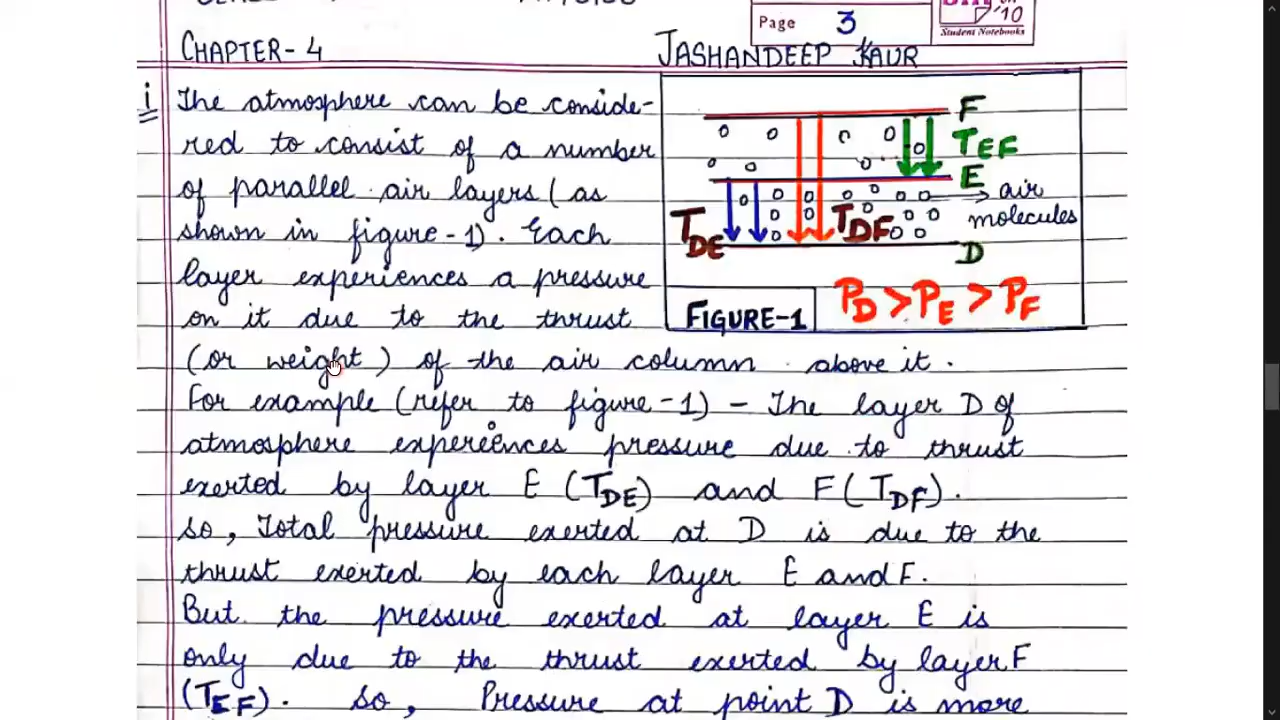 Page 3
'10
Student Notebooks
CHAPTER-4
JASHANDEEP KAUR
i The atmosphere can be conside-
red to consist of a number
of parallel air layers (as
shown in figure-1). Each
layer experiences a pressure
on it due to the thrust
(or weight) of the air column above it.
F
TEF
E
air
molecules
TDE
TDF
D
FIGURE-1
PD > PE > PF
For example (refer to figure-1) - The layer D of
atmosphere experiences pressure due to thrust
exerted by layer E (TDE) and F (TDF).
so, Total pressure exerted at D is due to the
thrust exerted by each layer E and F.
But the pressure exerted at layer E is
only due to the thrust exerted by layer F
(TEF). So, Pressure at point D is more